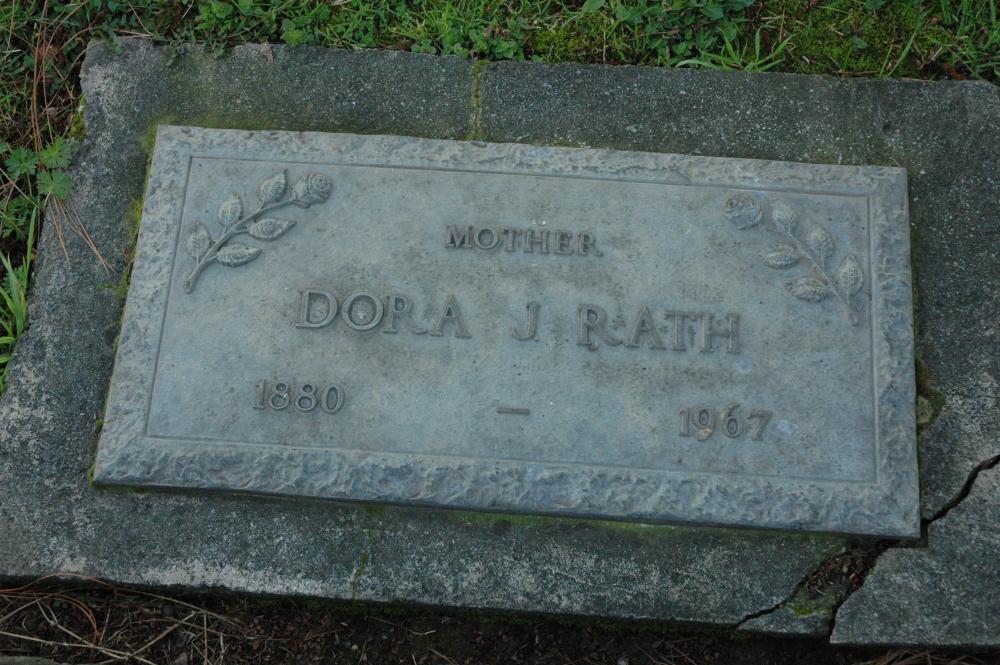 MOTHER
DORA J RATH
1880 — 1967